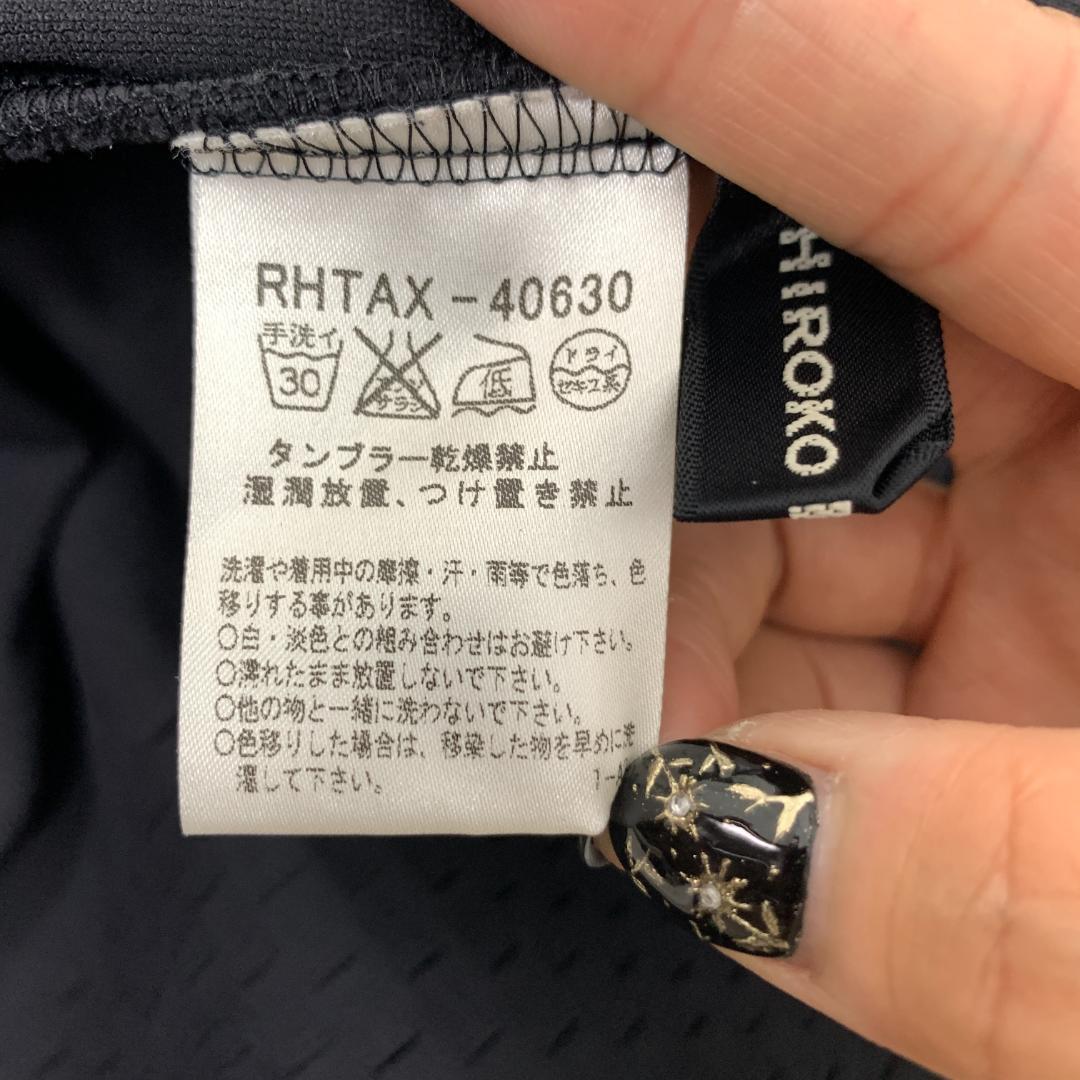 RHTAX-40630
手洗イ
30
エンソ
サラシ
低
ドライ
セキユ系
タンブラー乾燥禁止
湿潤放置、つけ置き禁止
洗濯や着用中の摩擦・汗・雨等で色落ち、色
移りする事があります。
○白・淡色との組み合わせはお避け下さい。
○濡れたまま放置しないで下さい。
○他の物と一緒に洗わないで下さい。
○色移りした場合は、移染した物を早めに洗
濯して下さい。
HIROKO